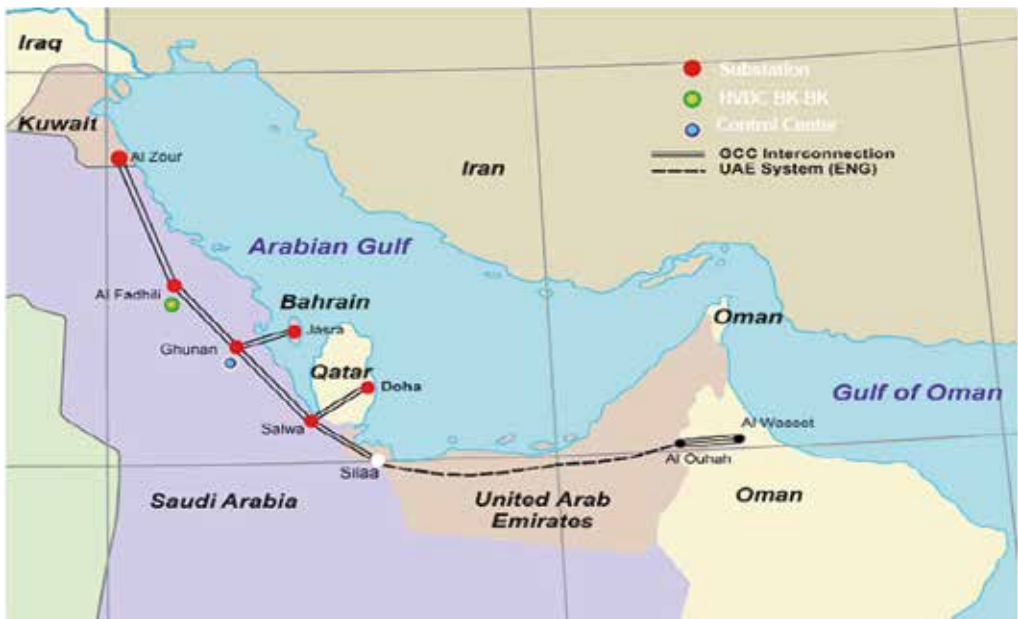 Iraq
Substation
HVDC BK-BK
Control Center
GCC Interconnection
UAE System (ENG)
Kuwait
Al Zour
Iran
Arabian Gulf
Al Fadhili
Bahrain
Jasra
Oman
Ghunan
Qatar
Doha
Gulf of Oman
Salwa
Al Wasset
Al Ouhah
Silaa
Saudi Arabia
United Arab
Emirates
Oman